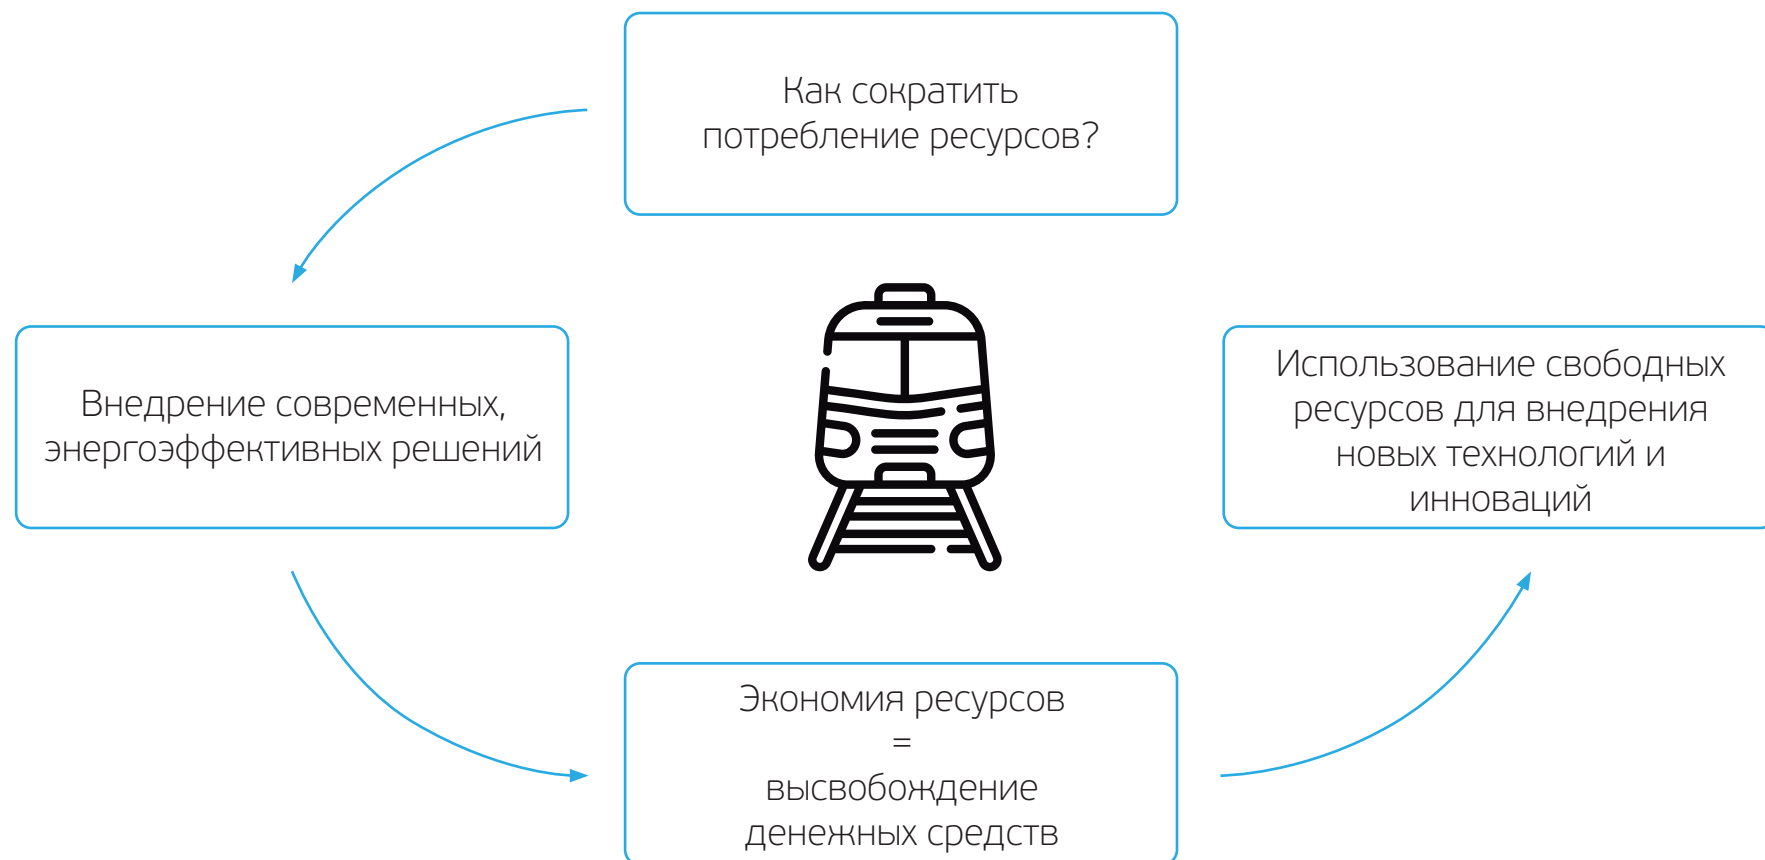 Как сократить
потребление ресурсов?
Внедрение современных,
энергоэффективных решений
Использование свободных
ресурсов для внедрения
новых технологий и
инноваций
Экономия ресурсов
=
высвобождение
денежных средств